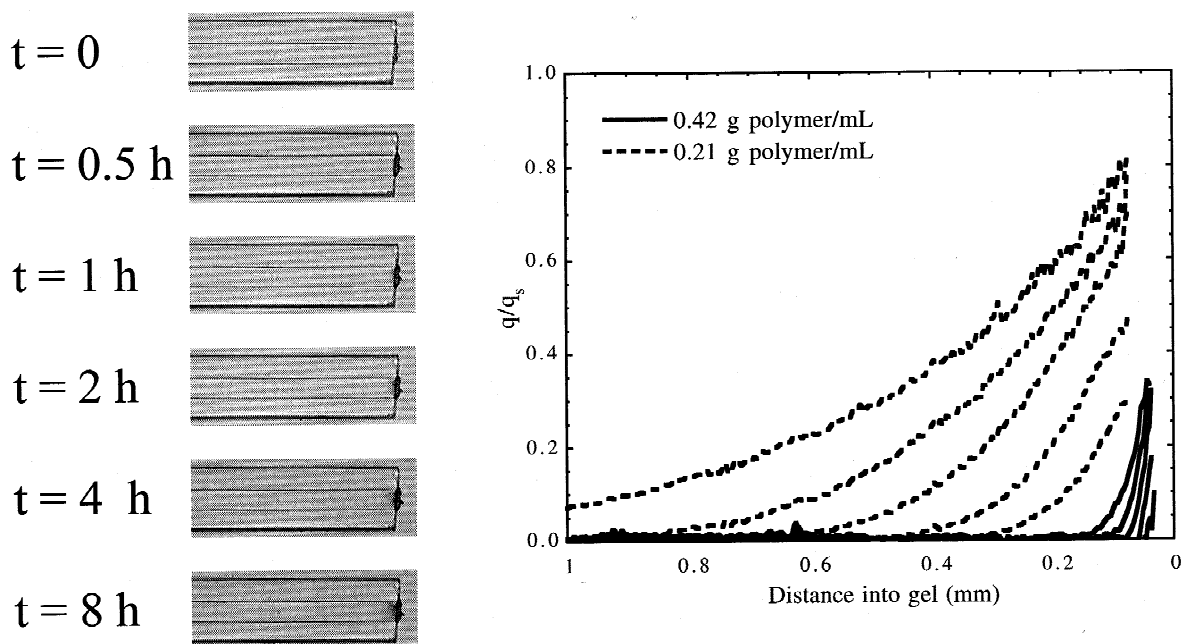 t = 0
t = 0.5 h
t = 1 h
t = 2 h
t = 4 h
t = 8 h
1.0
0.8
0.6
0.4
0.2
0.0
q/qs
0.42 g polymer/mL
0.21 g polymer/mL
1
0.8
0.6
0.4
0.2
0
Distance into gel (mm)